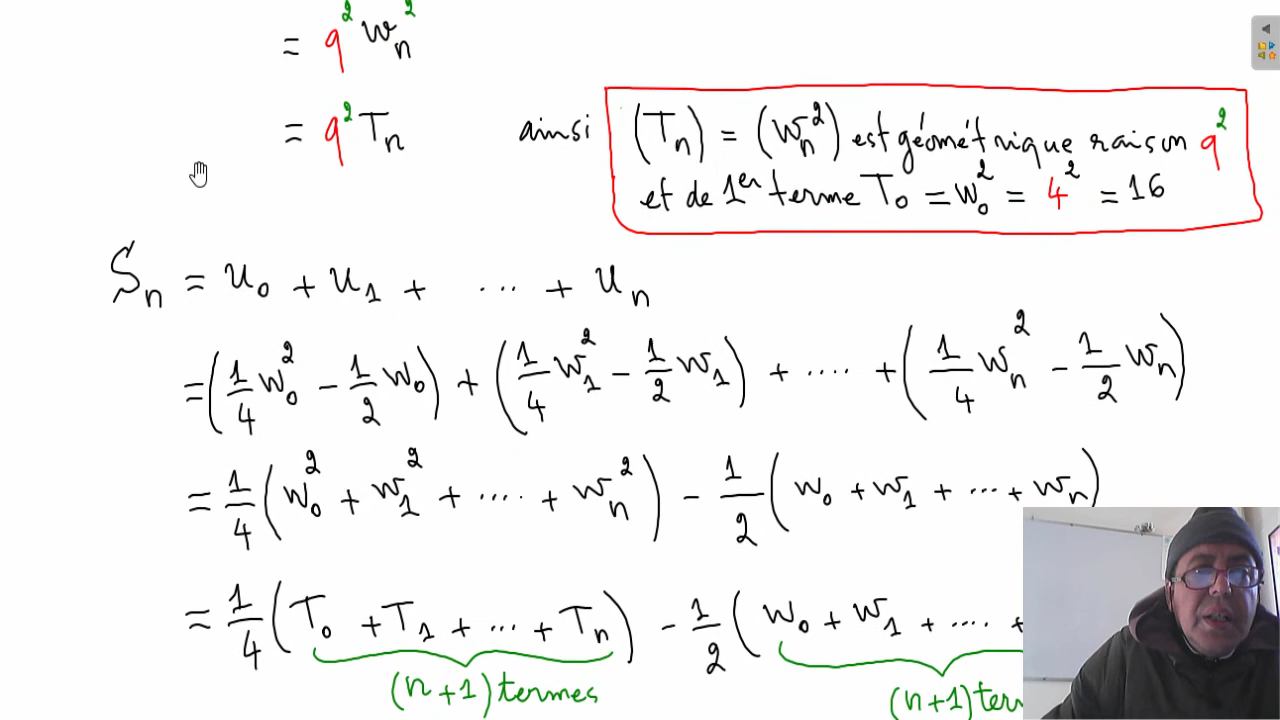 = q² wₙ²
= q² Tₙ ainsi (Tₙ) = (wₙ²) est géométrique raison q²
et de 1er terme T₀ = w₀² = 4² = 16
Sₙ = u₀ + u₁ + .... + uₙ
= (1/4 w₀² - 1/2 w₀) + (1/4 w₁² - 1/2 w₁) + .... + (1/4 wₙ² - 1/2 wₙ)
= 1/4 (w₀² + w₁² + .... + wₙ²) - 1/2 (w₀ + w₁ + ... + wₙ)
= 1/4 (T₀ + T₁ + ... + Tₙ) - 1/2 (w₀ + w₁ + .... +
(n+1) termes (n+1)